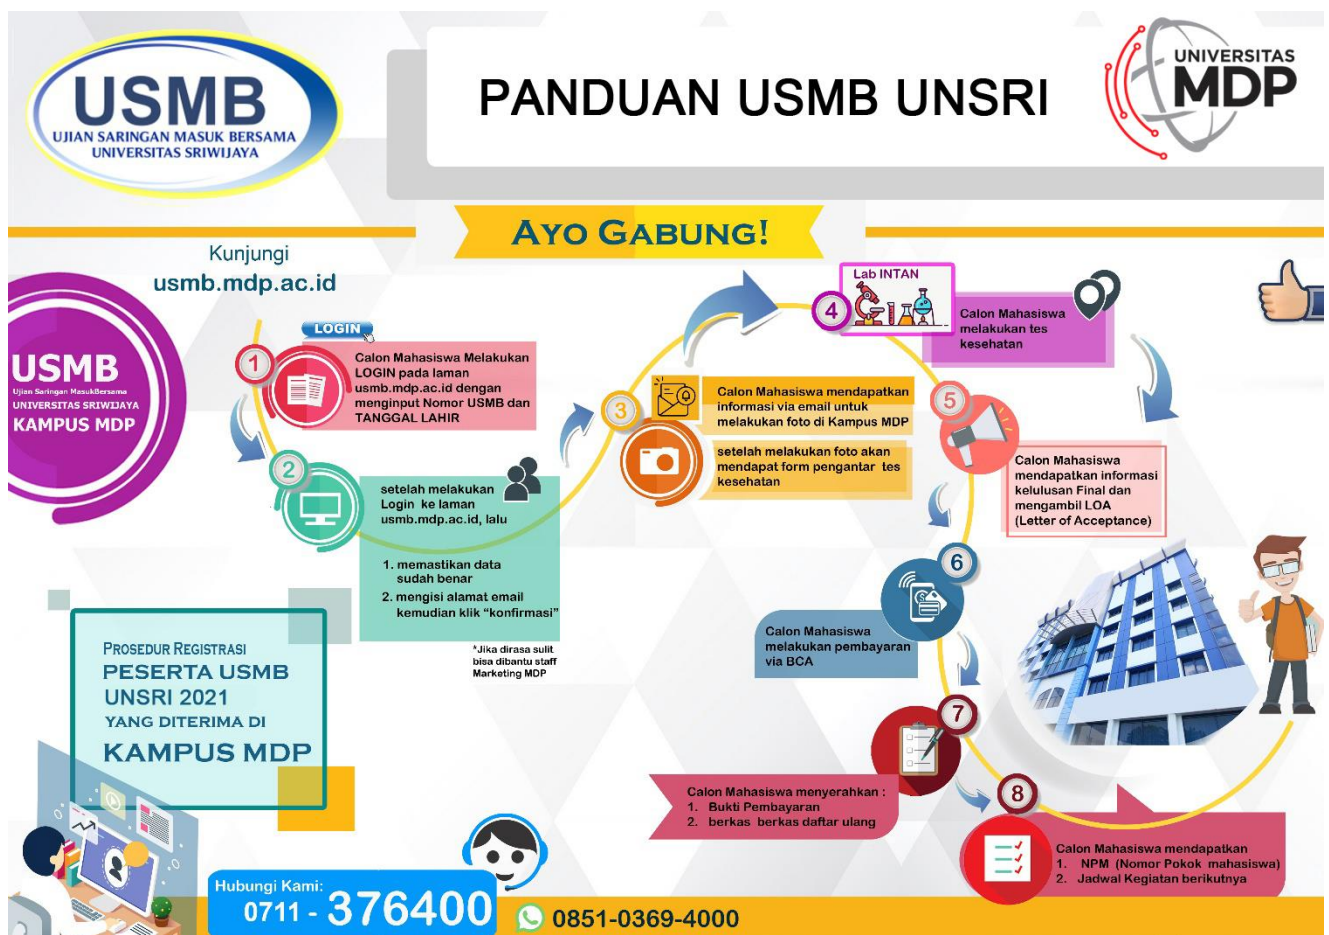 USMB
UJIAN SARINGAN MASUK BERSAMA
UNIVERSITAS SRIWIJAYA
PANDUAN USMB UNSRI
UNIVERSITAS
MDP
AYO GABUNG!
Kunjungi
usmb.mdp.ac.id
USMB
Ujian Saringan MasukBersama
UNIVERSITAS SRIWIJAYA
KAMPUS MDP
LOGIN
1
Calon Mahasiswa Melakukan
LOGIN pada laman
usmb.mdp.ac.id dengan
menginput Nomor USMB dan
TANGGAL LAHIR
2
setelah melakukan
Login ke laman
usmb.mdp.ac.id, lalu
1. memastikan data
sudah benar
2. mengisi alamat email
kemudian klik “konfirmasi”
*Jika dirasa sulit
bisa dibantu staff
Marketing MDP
3
Calon Mahasiswa mendapatkan
informasi via email untuk
melakukan foto di Kampus MDP
setelah melakukan foto akan
mendapat form pengantar tes
kesehatan
4
Lab INTAN
Calon Mahasiswa
melakukan tes
kesehatan
5
Calon Mahasiswa
mendapatkan informasi
kelulusan Final dan
mengambil LOA
(Letter of Acceptance)
6
Calon Mahasiswa
melakukan pembayaran
via BCA
7
Calon Mahasiswa menyerahkan :
1. Bukti Pembayaran
2. berkas berkas daftar ulang
8
Calon Mahasiswa mendapatkan
1. NPM (Nomor Pokok mahasiswa)
2. Jadwal Kegiatan berikutnya
PROSEDUR REGISTRASI
PESERTA USMB
UNSRI 2021
YANG DITERIMA DI
KAMPUS MDP
Hubungi Kami:
0711 - 376400
0851-0369-4000